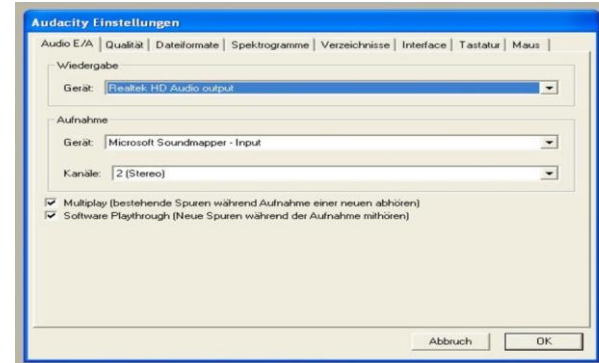 Audacity Einstellungen
Audio E/A | Qualität | Dateiformate | Spektrogramme | Verzeichnisse | Interface | Tastatur | Maus |
Wiedergabe
Gerät: Realtek HD Audio output
Aufnahme
Gerät: Microsoft Soundmapper - Input
Kanäle: 2 (Stereo)
Multiplay (bestehende Spuren während Aufnahme einer neuen abhören)
Software Playthrough (Neue Spuren während der Aufnahme mithören)
Abbruch OK